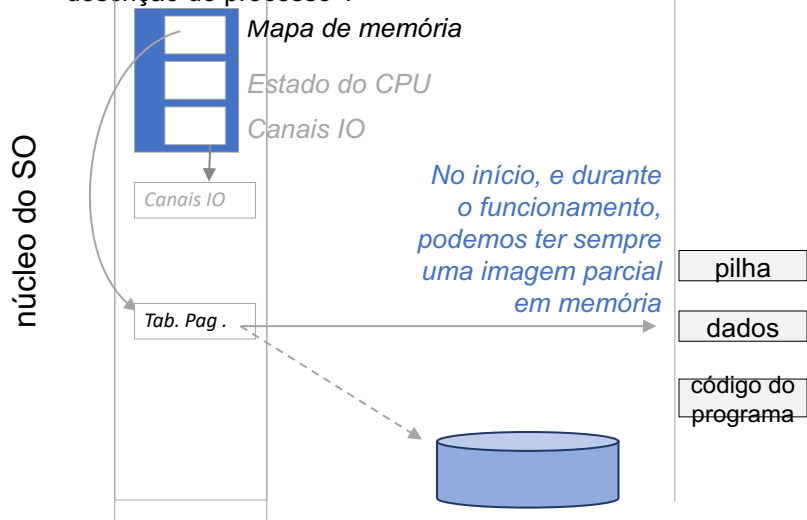 Mapa de memória
Estado do CPU
Canais IO
núcleo do SO
Canais IO
No início, e durante
o funcionamento,
podemos ter sempre
uma imagem parcial
em memória
pilha
Tab. Pag .
dados
código do
programa